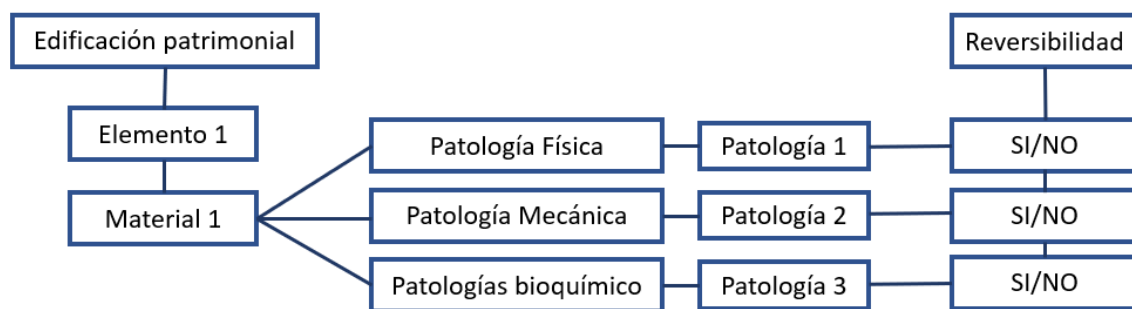 Edificación patrimonial
Reversibilidad
Elemento 1
Patología Física
Patología 1
SI/NO
Material 1
Patología Mecánica
Patología 2
SI/NO
Patologías bioquímico
Patología 3
SI/NO